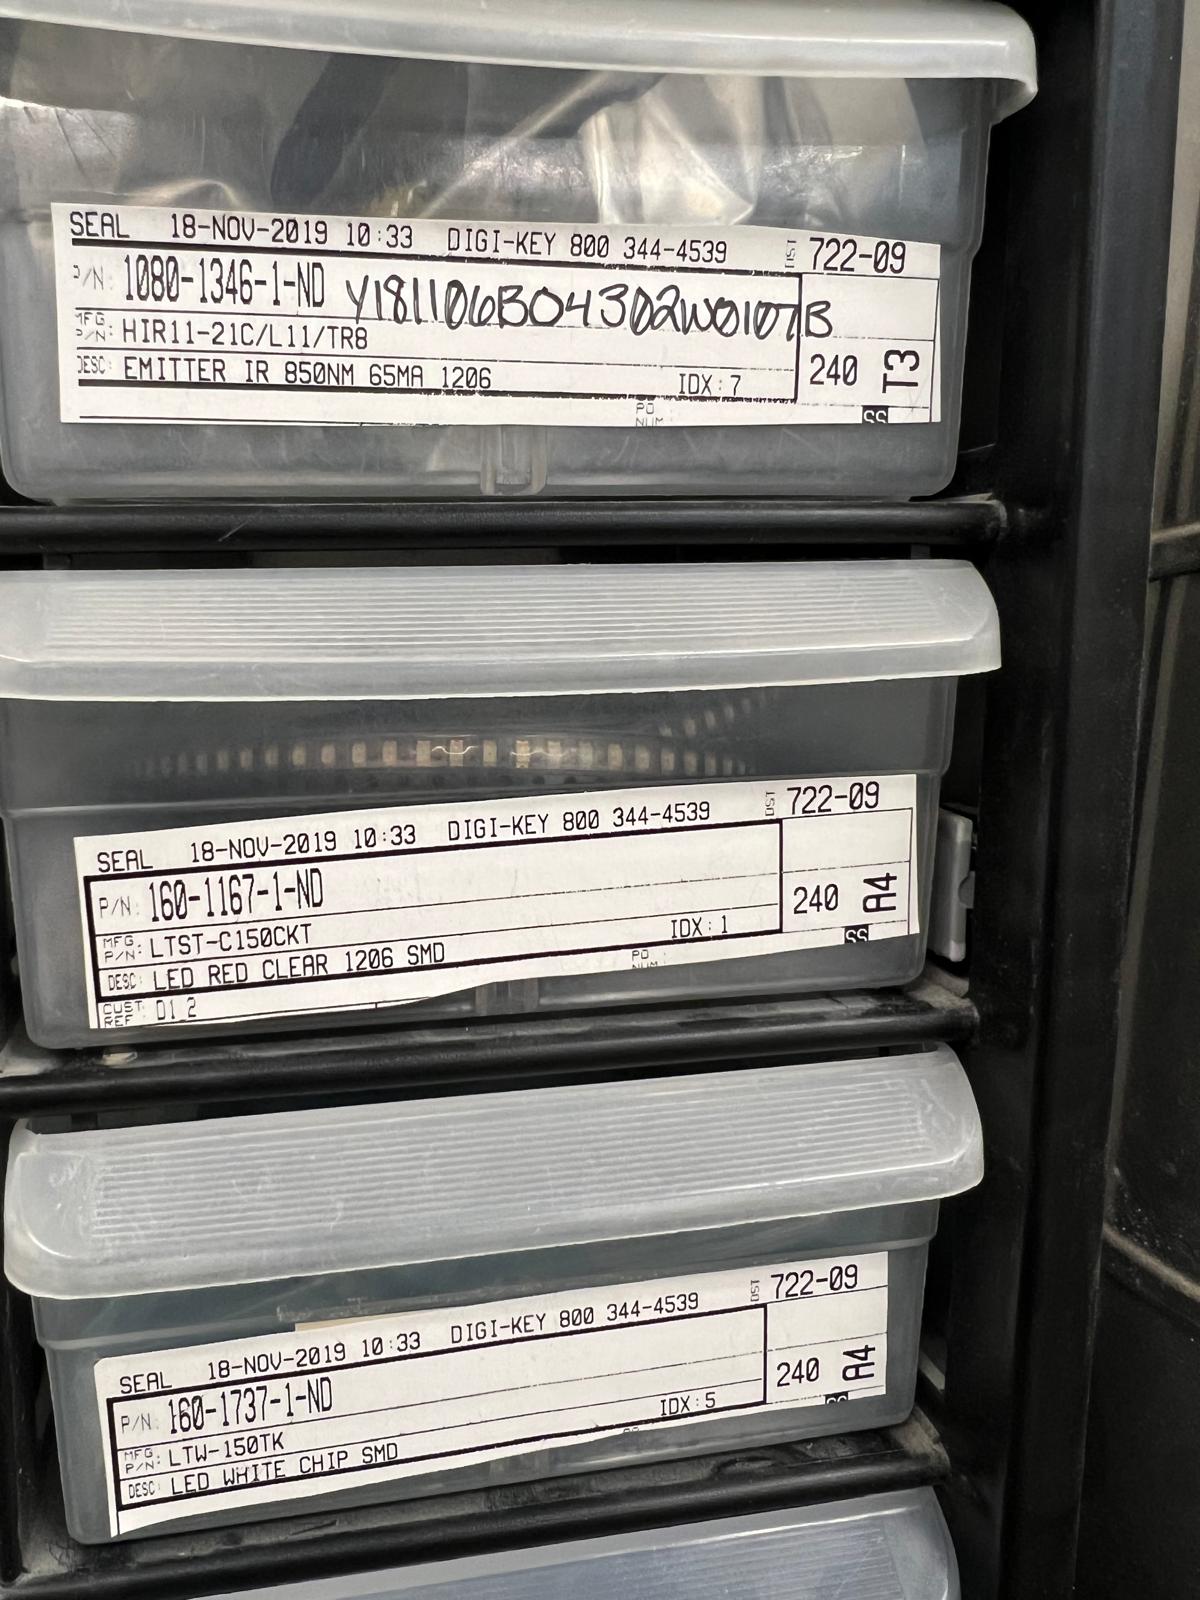 SEAL 18-NOV-2019 10:33 DIGI-KEY 800 344-4539 DST 722-09
P/N: 1080-1346-1-ND Y181106B04302W0107B
MFG P/N: HIR11-21C/L11/TR8
240 T3
DESC: EMITTER IR 850NM 65MA 1206 IDX: 7
PO NUM: SS
SEAL 18-NOV-2019 10:33 DIGI-KEY 800 344-4539 DST 722-09
P/N: 160-1167-1-ND
240 A4
MFG P/N: LTST-C150CKT IDX: 1
SS
DESC: LED RED CLEAR 1206 SMD PO NUM:
CUST REF: D1_2
SEAL 18-NOV-2019 10:33 DIGI-KEY 800 344-4539 DST 722-09
P/N: 160-1737-1-ND
240 A4
MFG P/N: LTW-150TK IDX: 5
DESC: LED WHITE CHIP SMD